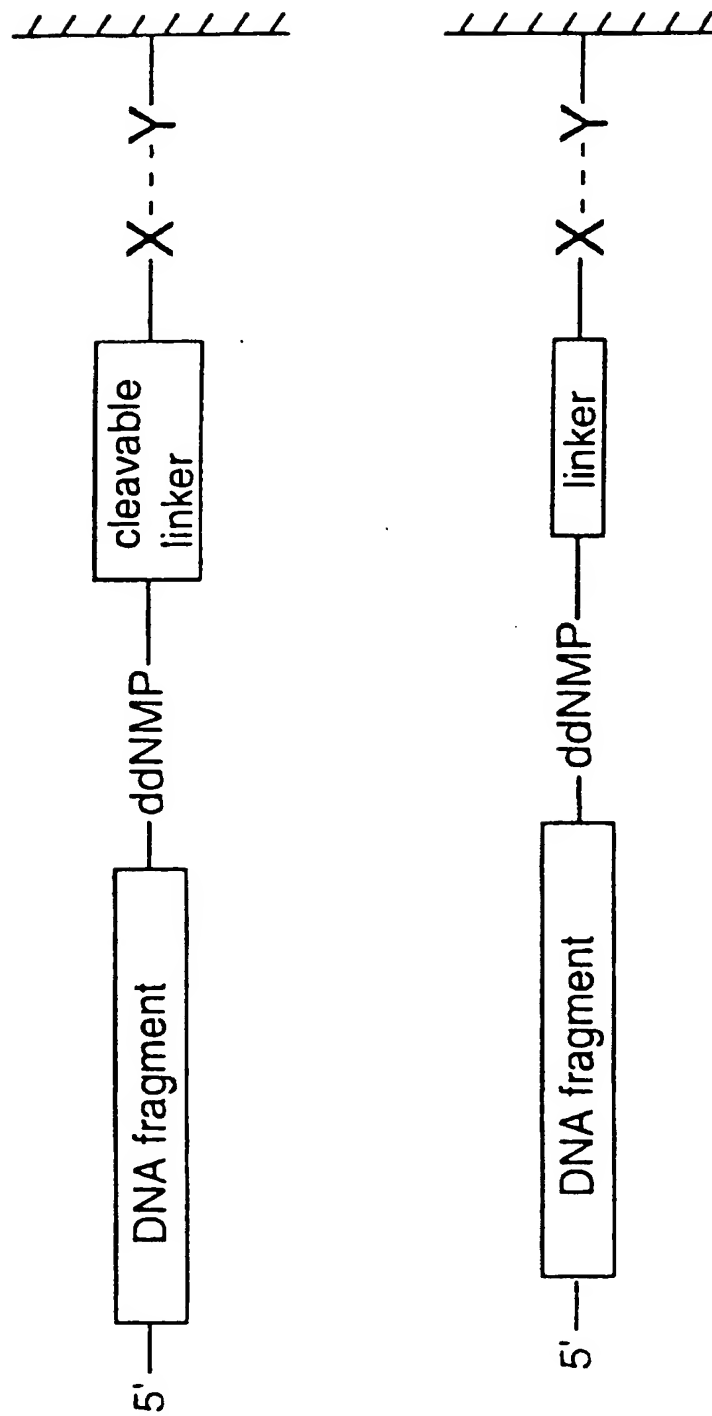 5'
DNA fragment
ddNMP
cleavable
linker
X---Y
5'
DNA fragment
ddNMP
linker
X---Y